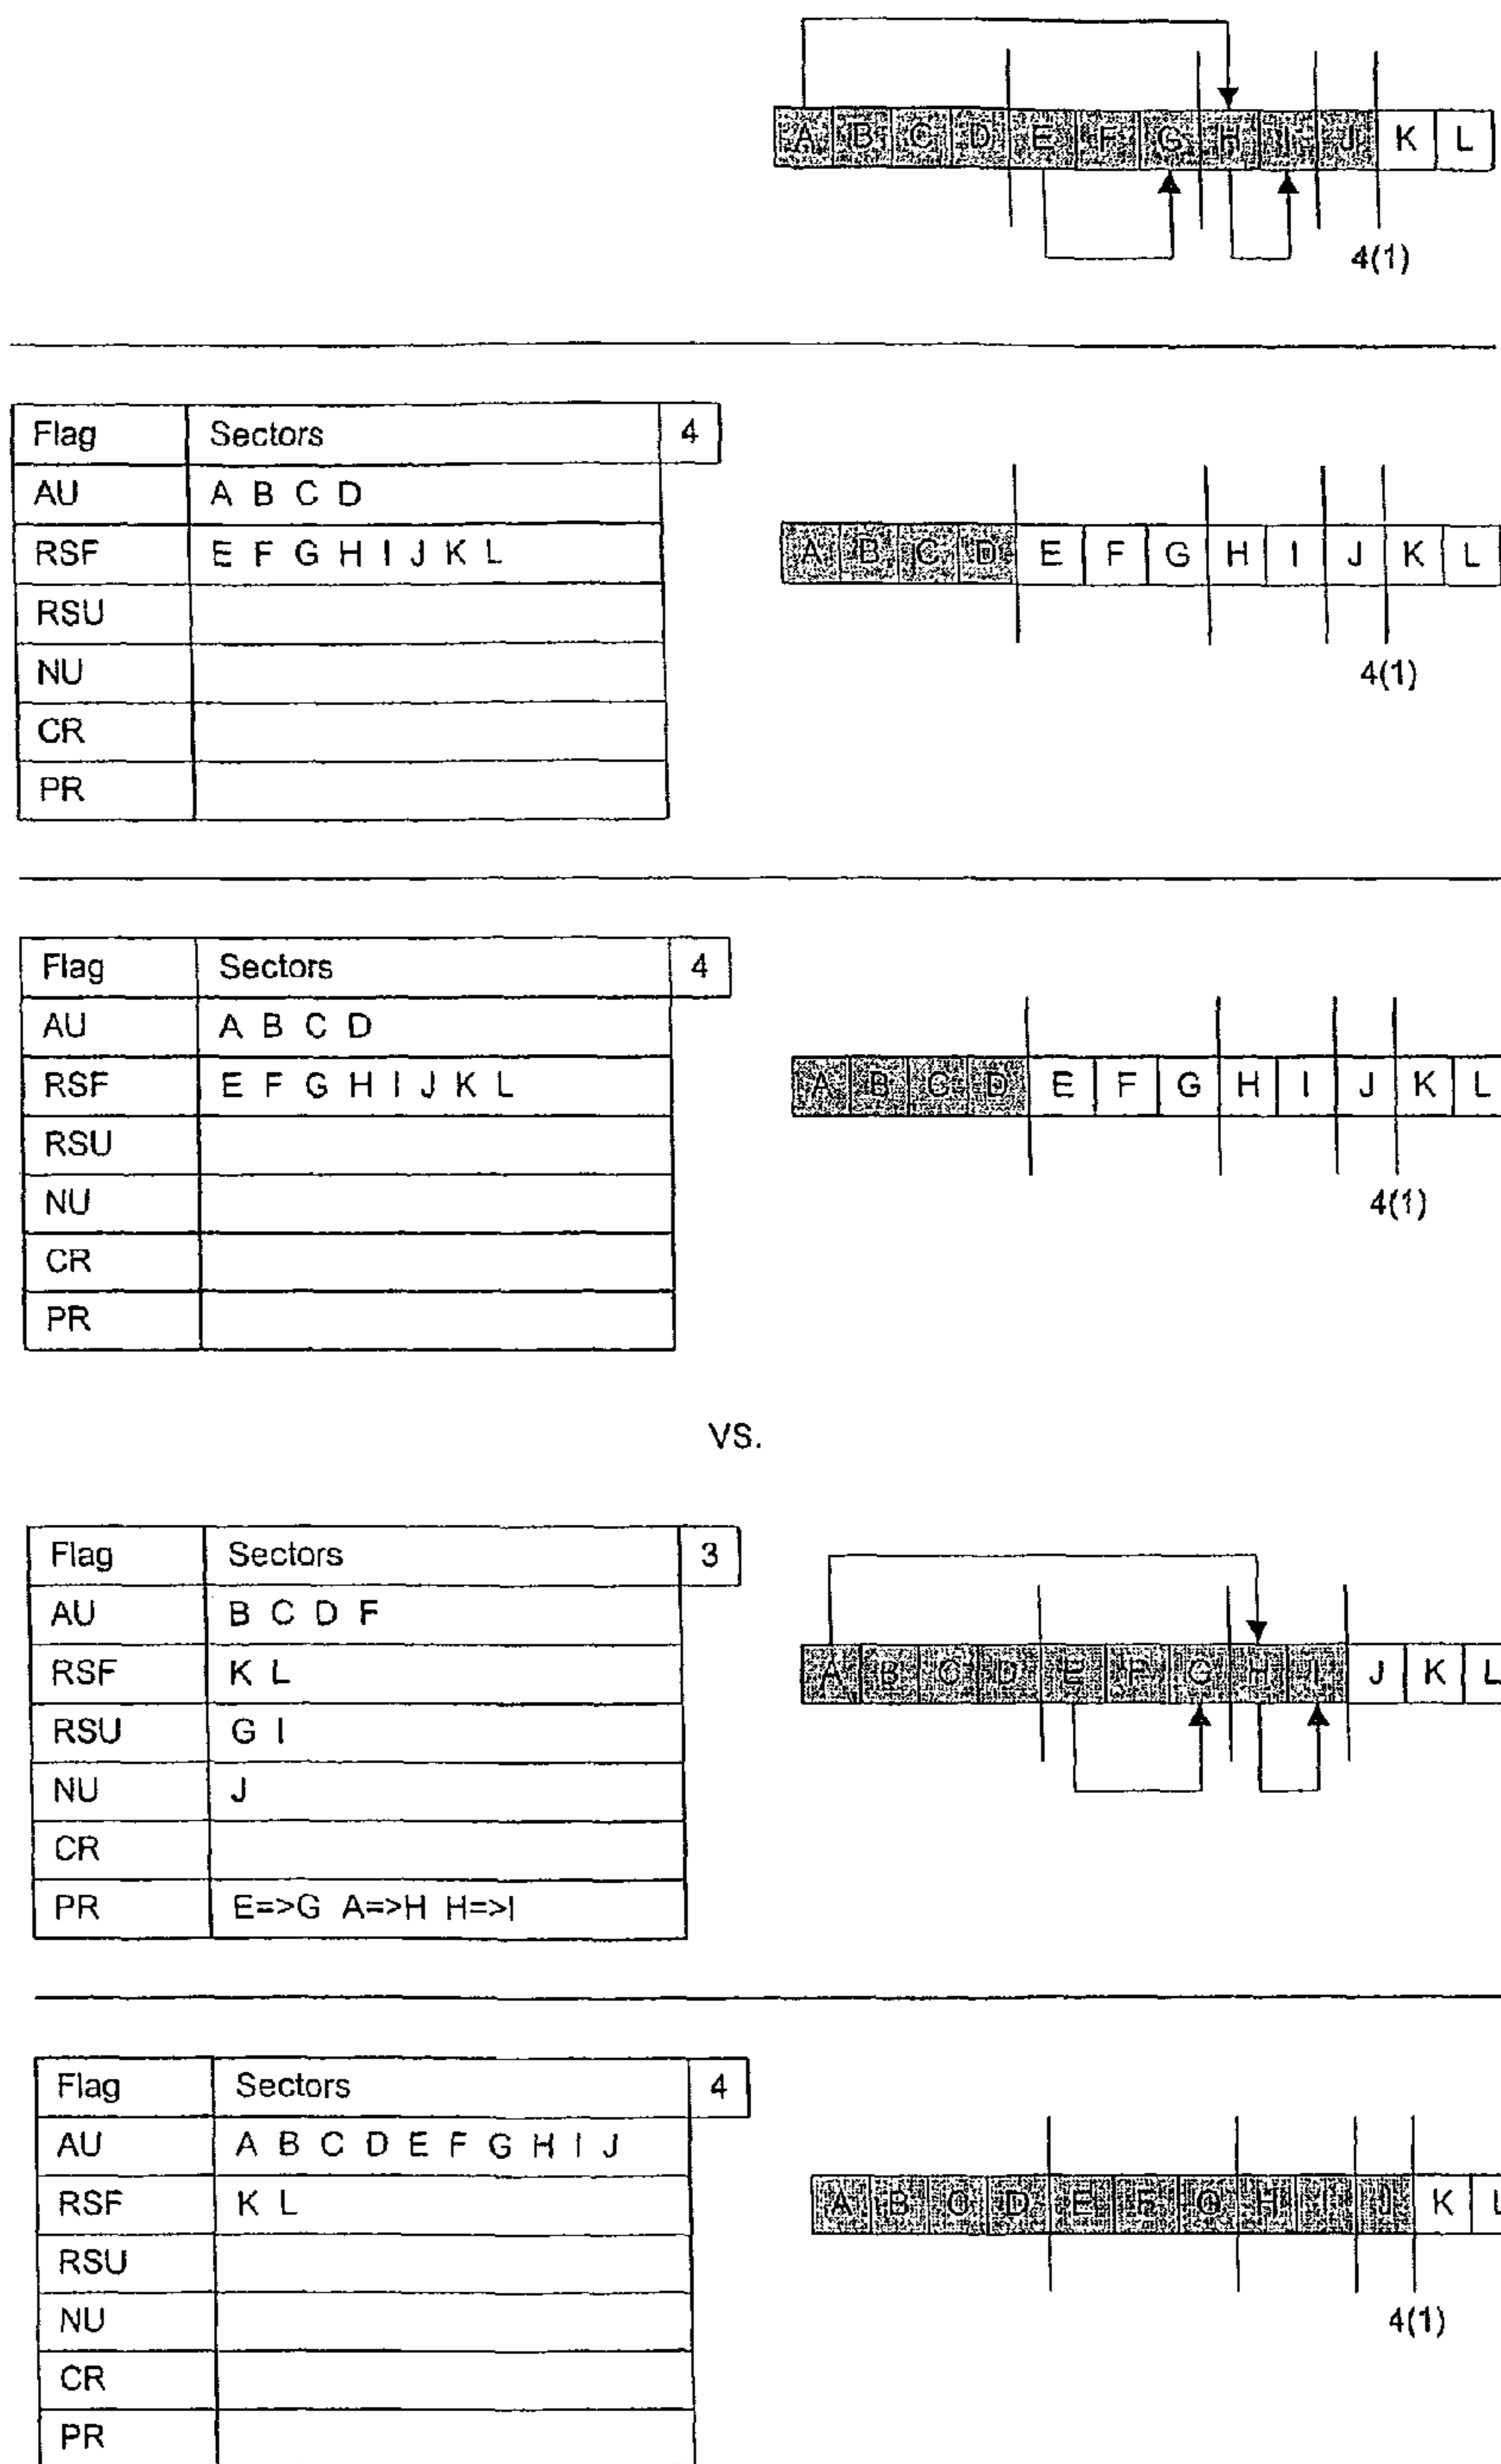 A B C D E F G H I J K L
4(1)
Flag Sectors 4
AU A B C D
RSF E F G H I J K L
RSU
NU
CR
PR
A B C D E F G H I J K L
4(1)
Flag Sectors 4
AU A B C D
RSF E F G H I J K L
RSU
NU
CR
PR
A B C D E F G H I J K L
4(1)
VS.
Flag Sectors 3
AU B C D F
RSF K L
RSU G I
NU J
CR
PR E=>G A=>H H=>I
A B C D E F G H I J K L
Flag Sectors 4
AU A B C D E F G H I J
RSF K L
RSU
NU
CR
PR
A B C D E F G H I J K L
4(1)